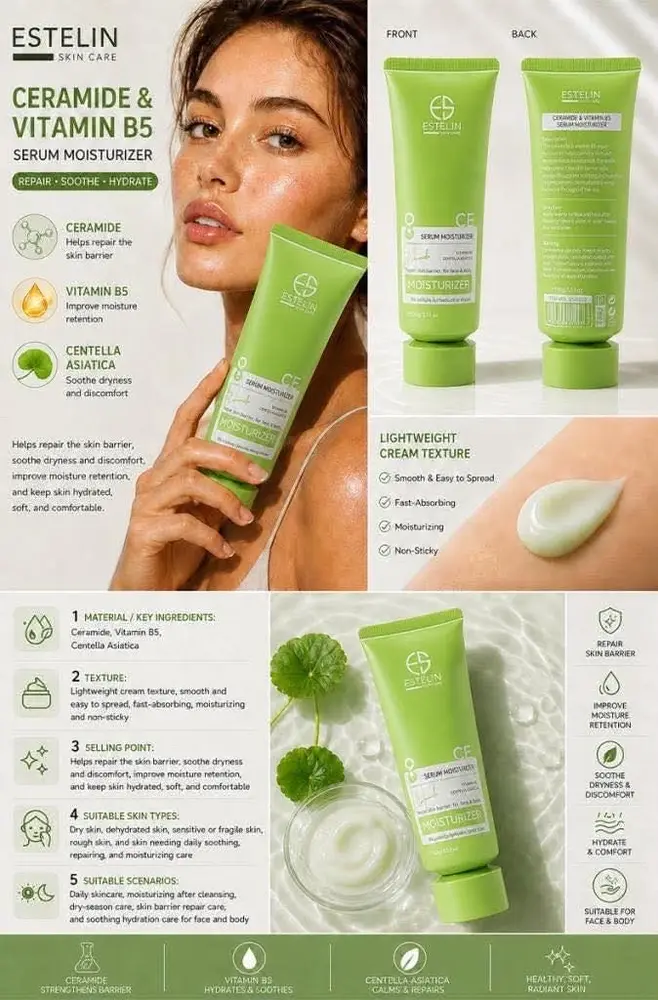 ESTELIN
SKIN CARE
CERAMIDE &
VITAMIN B5
SERUM MOISTURIZER
REPAIR • SOOTHE • HYDRATE
CERAMIDE
Helps repair the
skin barrier
VITAMIN B5
Improve moisture
retention
CENTELLA
ASIATICA
Soothe dryness
and discomfort
Helps repair the skin barrier,
soothe dryness and discomfort,
improve moisture retention,
and keep skin hydrated,
soft, and comfortable.
ESTELIN
CE
SERUM MOISTURIZER
MOISTURIZER
FRONT
BACK
ESTELIN
CE
SERUM MOISTURIZER
MOISTURIZER
ESTELIN
CERAMIDE & VITAMIN B5
SERUM MOISTURIZER
LIGHTWEIGHT
CREAM TEXTURE
Smooth & Easy to Spread
Fast-Absorbing
Moisturizing
Non-Sticky
1 MATERIAL / KEY INGREDIENTS:
Ceramide, Vitamin B5,
Centella Asiatica
2 TEXTURE:
Lightweight cream texture, smooth and
easy to spread, fast-absorbing, moisturizing
and non-sticky
3 SELLING POINT:
Helps repair the skin barrier, soothe dryness
and discomfort, improve moisture retention,
and keep skin hydrated, soft, and comfortable
4 SUITABLE SKIN TYPES:
Dry skin, dehydrated skin, sensitive or fragile skin,
rough skin, and skin needing daily soothing,
repairing, and moisturizing care
5 SUITABLE SCENARIOS:
Daily skincare, moisturizing after cleansing,
dry-season care, skin barrier repair care,
and soothing hydration care for face and body
ESTELIN
CE
SERUM MOISTURIZER
MOISTURIZER
REPAIR
SKIN BARRIER
IMPROVE
MOISTURE
RETENTION
SOOTHE
DRYNESS &
DISCOMFORT
HYDRATE
& COMFORT
SUITABLE FOR
FACE & BODY
CERAMIDE
STRENGTHENS BARRIER
VITAMIN B5
HYDRATES & SOOTHES
CENTELLA ASIATICA
CALMS & REPAIRS
HEALTHY, SOFT,
RADIANT SKIN